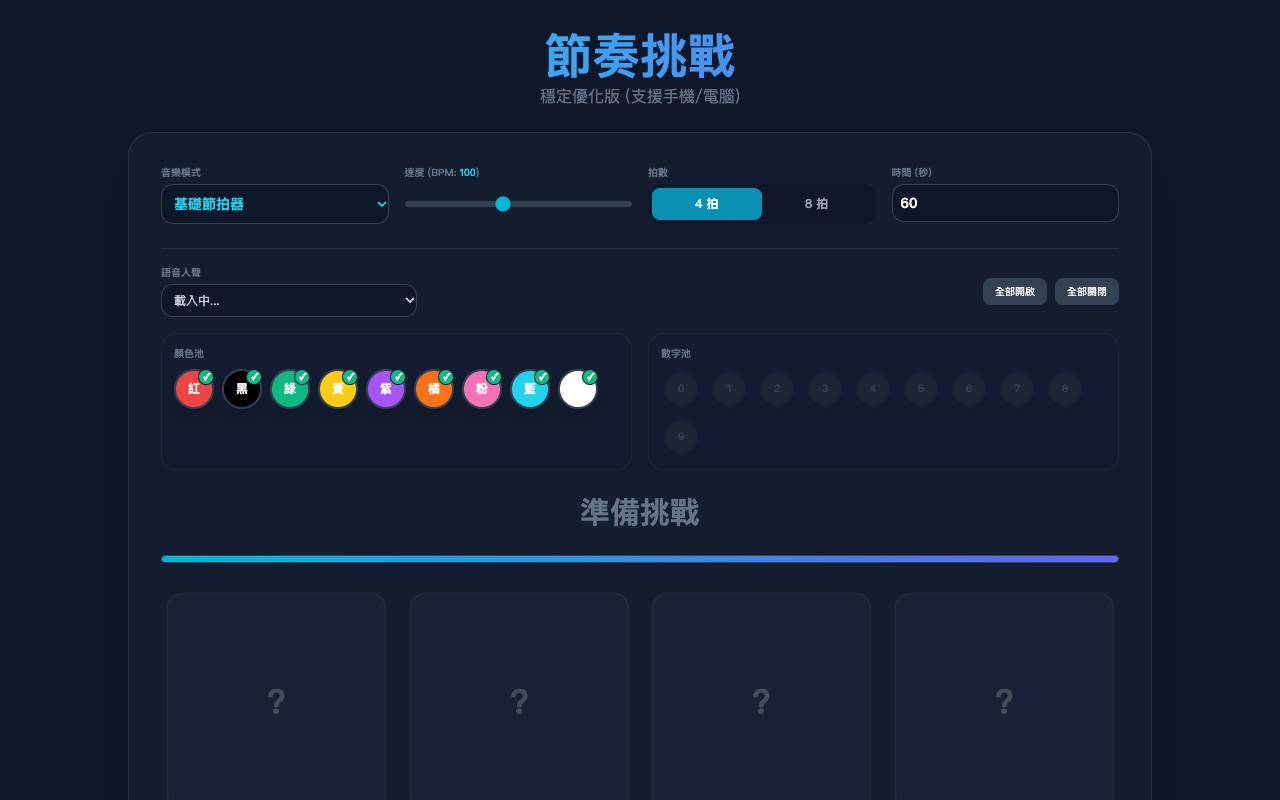 節奏挑戰
穩定優化版 (支援手機/電腦)
音樂模式
速度 (BPM: 100)
拍數
時間 (秒)
基礎節拍器
4 拍
8 拍
60
語音人聲
載入中...
全部開啟
全部關閉
顏色池
數字池
紅 黑 綠 黃 紫 橘 粉 藍
0 1 2 3 4 5 6 7 8
9
準備挑戰
? ? ? ?